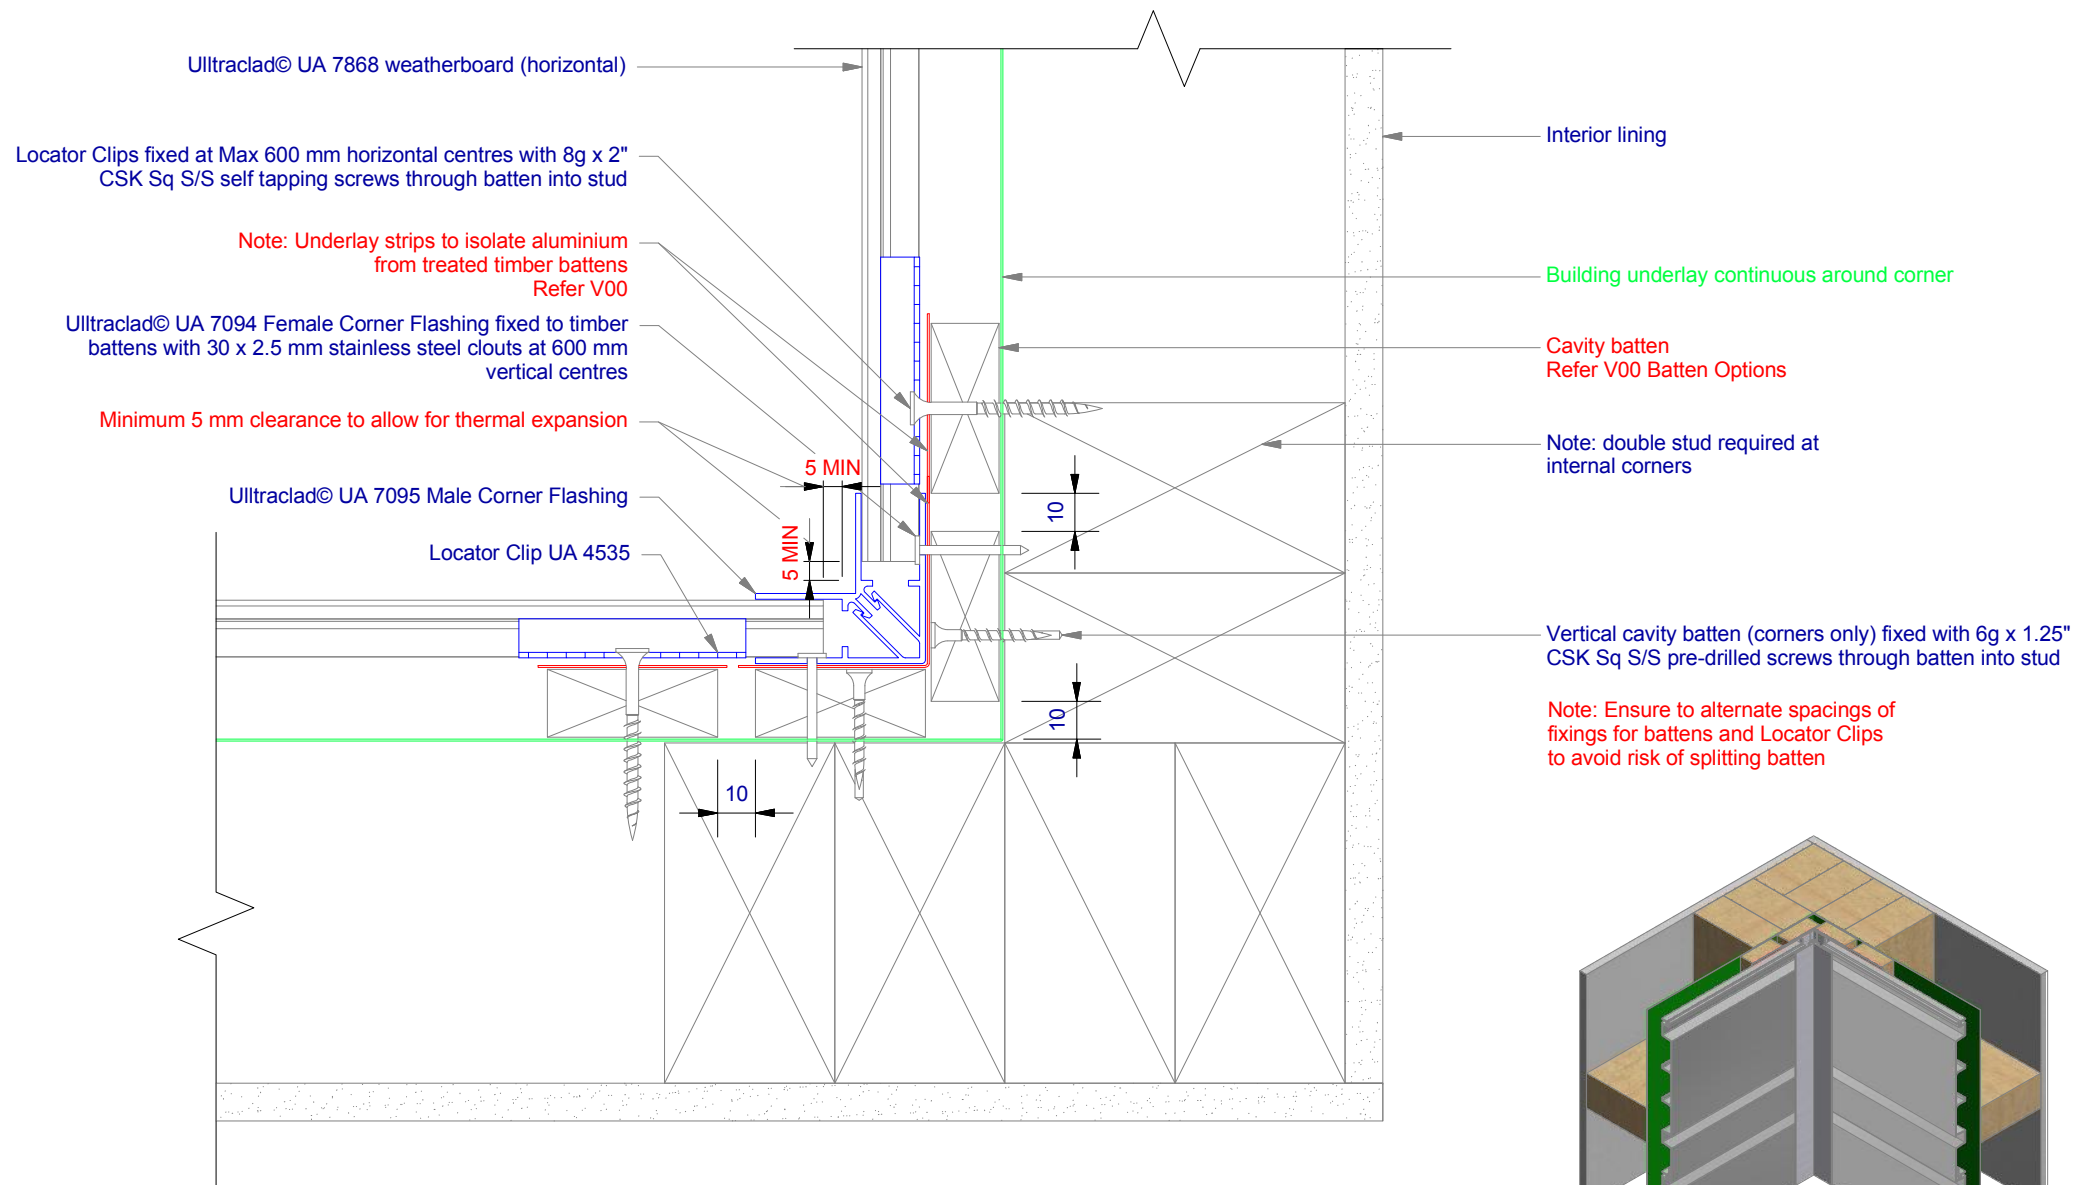 Ulltraclad© UA 7868 weatherboard (horizontal)
Locator Clips fixed at Max 600 mm horizontal centres with 8g x 2"
CSK Sq S/S self tapping screws through batten into stud
Note: Underlay strips to isolate aluminium
from treated timber battens
Refer V00
Ulltraclad© UA 7094 Female Corner Flashing fixed to timber
battens with 30 x 2.5 mm stainless steel clouts at 600 mm
vertical centres
Minimum 5 mm clearance to allow for thermal expansion
5 MIN
Ulltraclad© UA 7095 Male Corner Flashing
5 MIN
Locator Clip UA 4535
10
10
10
Interior lining
Building underlay continuous around corner
Cavity batten
Refer V00 Batten Options
Note: double stud required at
internal corners
Vertical cavity batten (corners only) fixed with 6g x 1.25"
CSK Sq S/S pre-drilled screws through batten into stud
Note: Ensure to alternate spacings of
fixings for battens and Locator Clips
to avoid risk of splitting batten